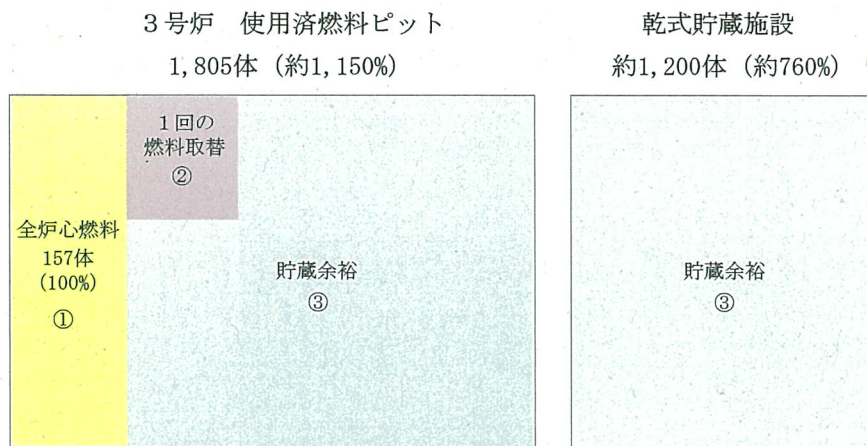 3号炉　使用済燃料ピット
1,805体（約1,150%）
乾式貯蔵施設
約1,200体（約760%）
1回の
燃料取替
②
全炉心燃料
157体
(100%)
①
貯蔵余裕
③
貯蔵余裕
③